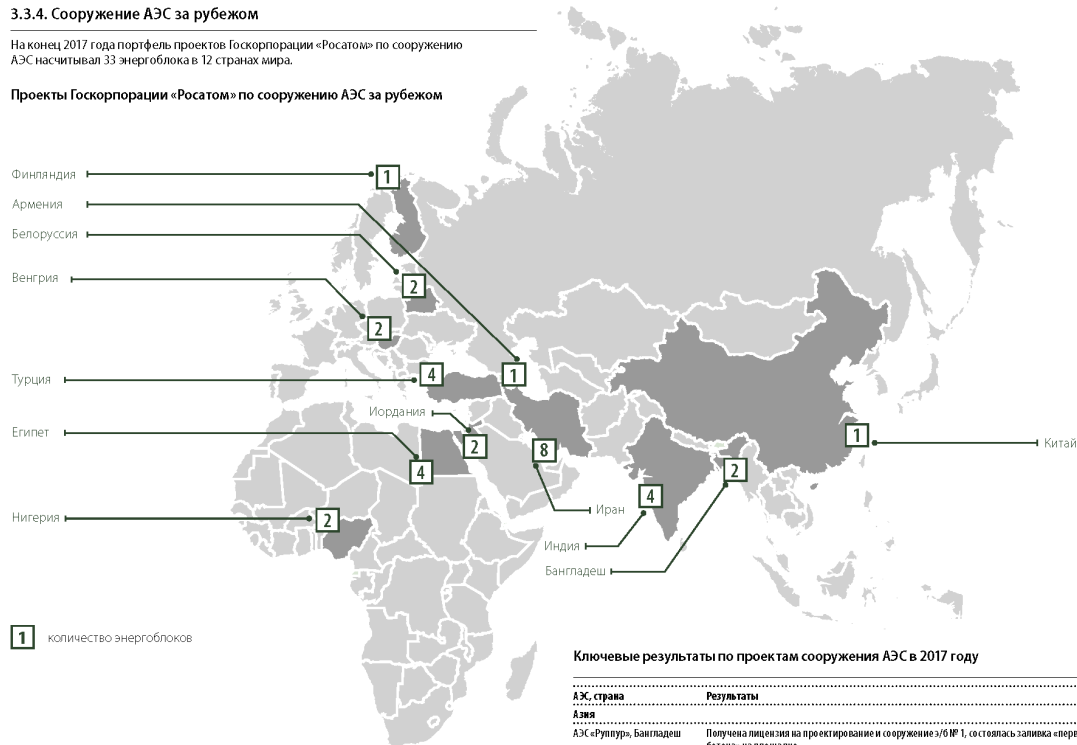 3.3.4. Сооружение АЭС за рубежом
На конец 2017 года портфель проектов Госкорпорации «Росатом» по сооружению
АЭС насчитывал 33 энергоблока в 12 странах мира.
Проекты Госкорпорации «Росатом» по сооружению АЭС за рубежом
Финляндия
1
Армения
Белоруссия
2
Венгрия
2
Турция
4
1
Иордания
2
Египет
4
8
1
Китай
2
4
Нигерия
2
Иран
Индия
Бангладеш
1 количество энергоблоков
Ключевые результаты по проектам сооружения АЭС в 2017 году
АЭС, страна Результаты
Азия
АЭС «Руппур», Бангладеш Получена лицензия на проектирование и сооружение э/б № 1, состоялась заливка «перв